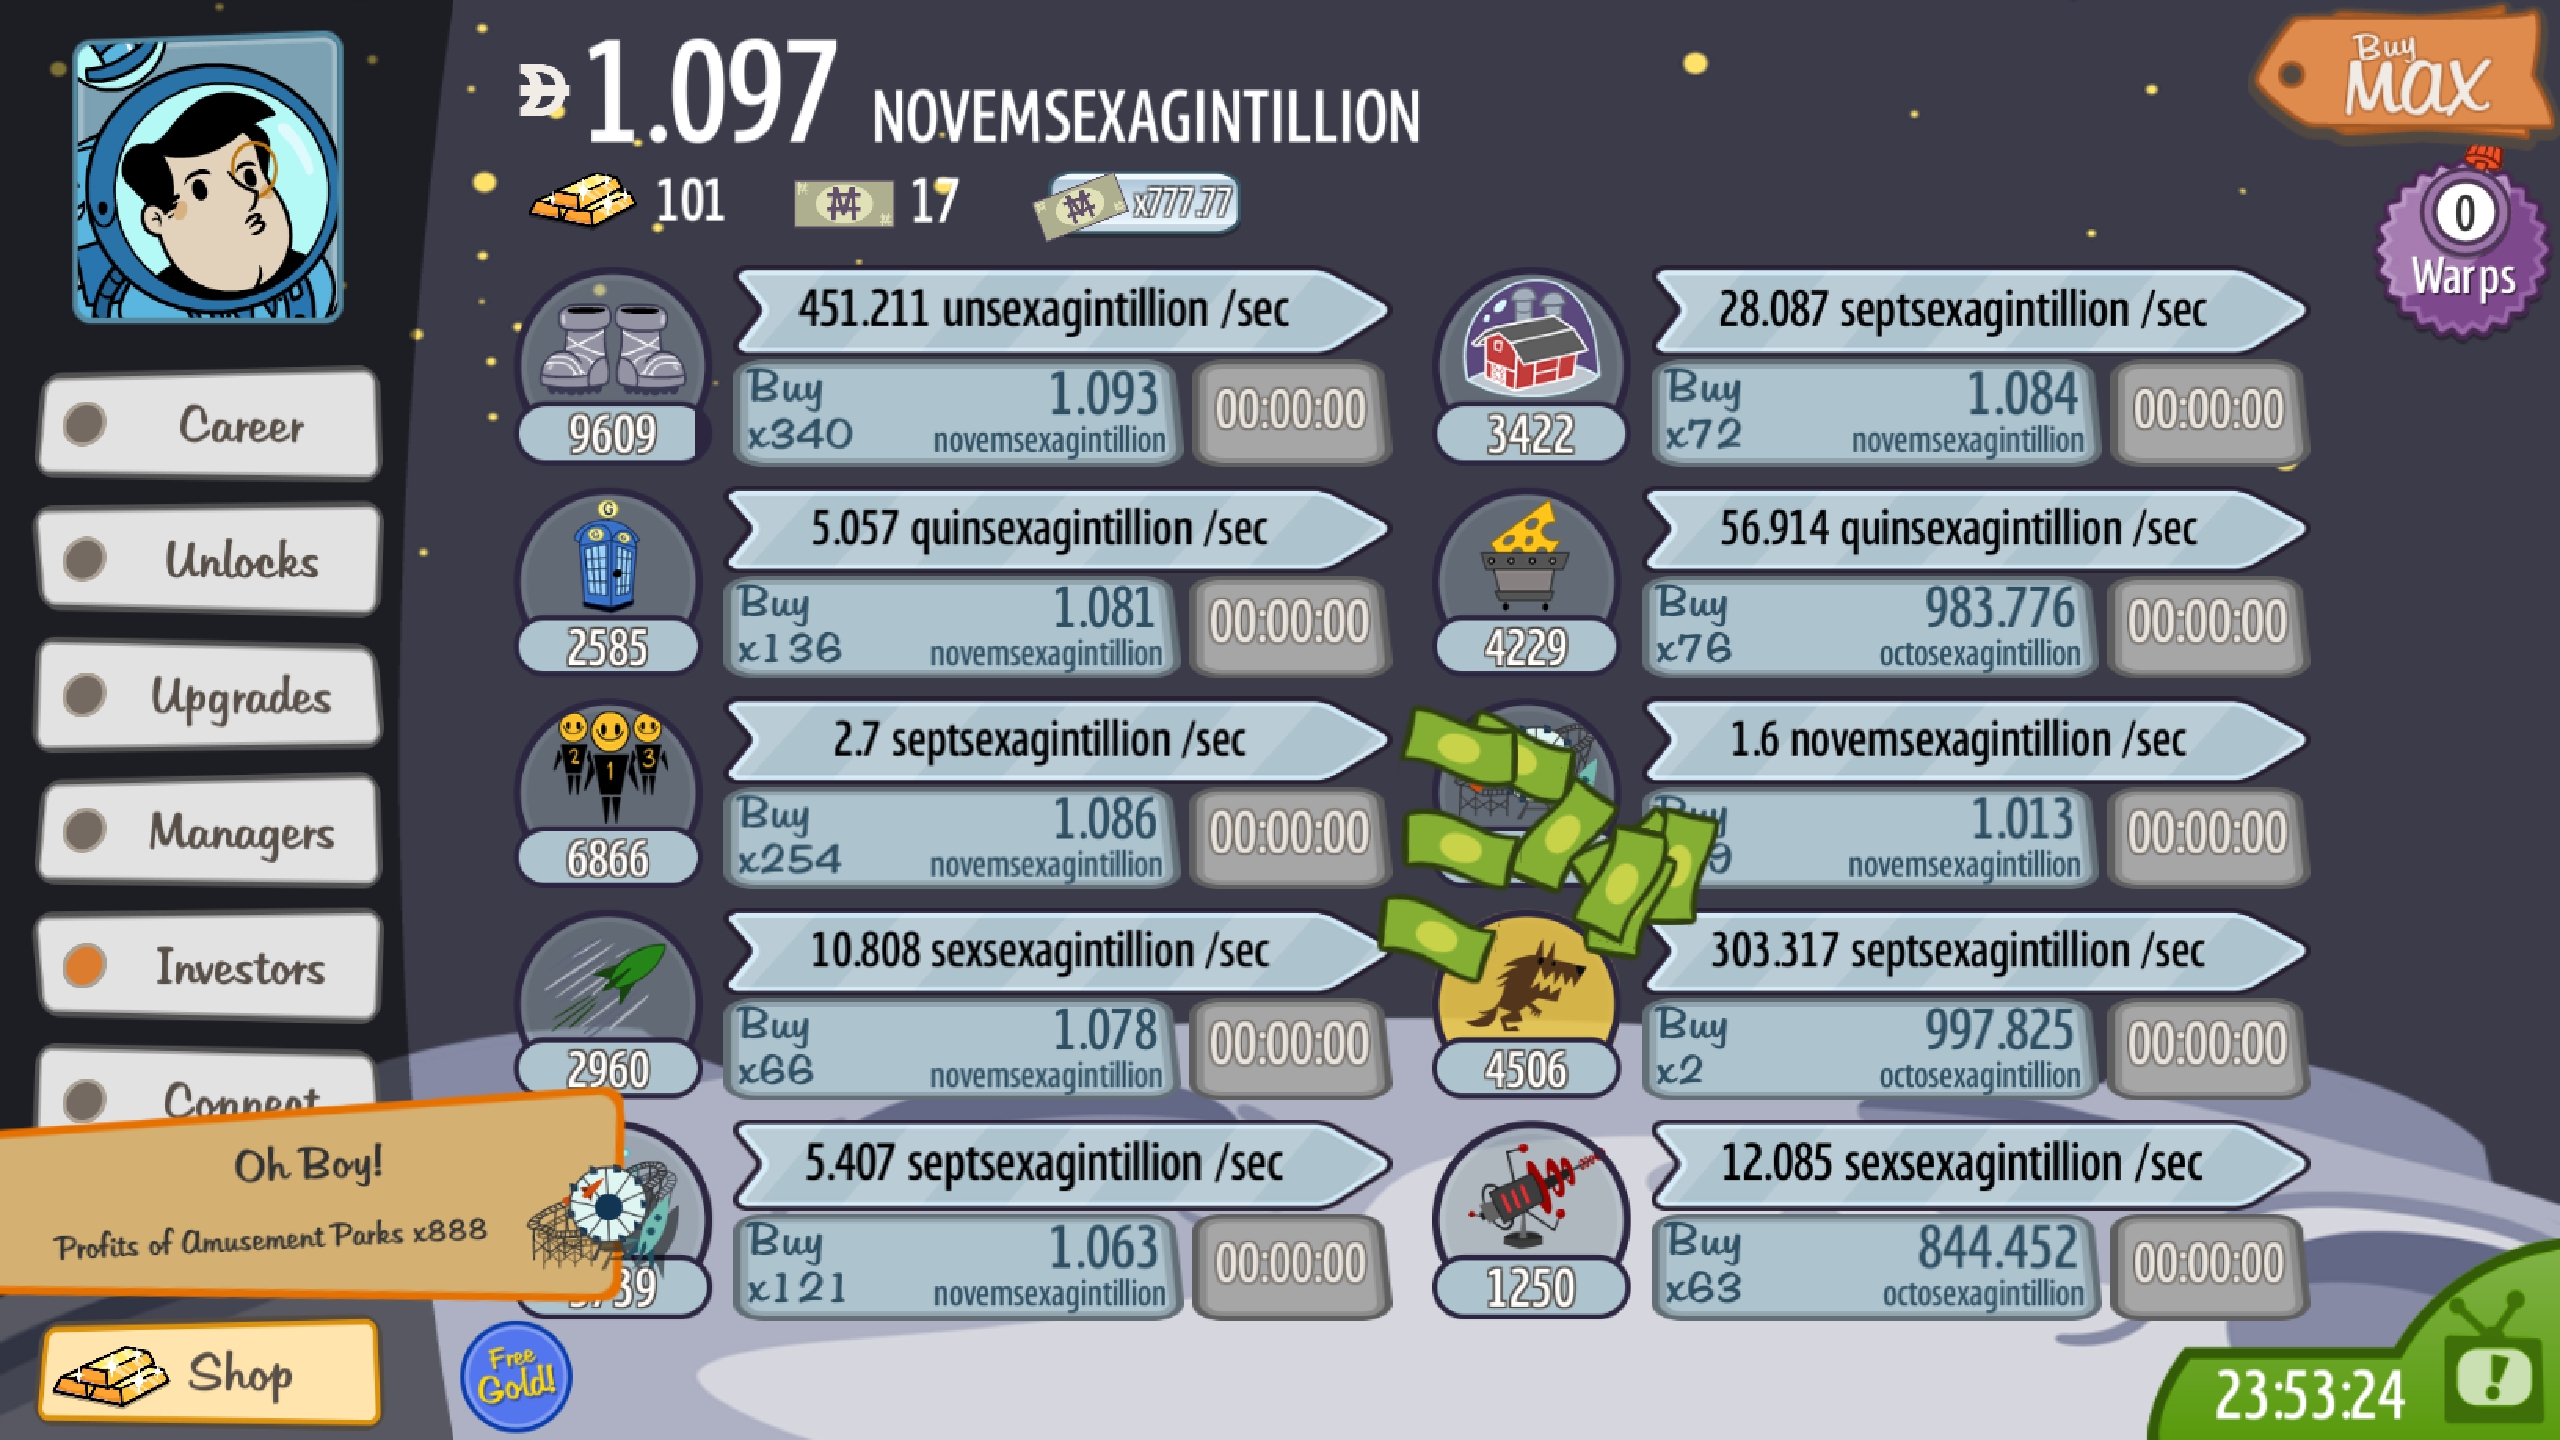 1.097 NOVEMSEXAGINTILLION
Buy
MAX
101 17 x777.77
0
Warps
451.211 unsexagintillion /sec
Buy 1.093
x340 novemsexagintillion
00:00:00
9609
28.087 septsexagintillion /sec
Buy 1.084
x72 novemsexagintillion
00:00:00
3422
G
G G
5.057 quinsexagintillion /sec
Buy 1.081
x136 novemsexagintillion
00:00:00
2585
56.914 quinsexagintillion /sec
Buy 983.776
x76 octosexagintillion
00:00:00
4229
2 1 3
2.7 septsexagintillion /sec
Buy 1.086
x254 novemsexagintillion
00:00:00
6866
1.6 novemsexagintillion /sec
1.013
novemsexagintillion
00:00:00
10.808 sexsexagintillion /sec
Buy 1.078
x66 novemsexagintillion
00:00:00
2960
303.317 septsexagintillion /sec
Buy 997.825
x2 octosexagintillion
00:00:00
4506
5.407 septsexagintillion /sec
Buy 1.063
x121 novemsexagintillion
00:00:00
12.085 sexsexagintillion /sec
Buy 844.452
x63 octosexagintillion
00:00:00
1250
Career
Unlocks
Upgrades
Managers
Investors
Connect
Oh Boy!
Profits of Amusement Parks x888
Shop
Free
Gold!
23:53:24